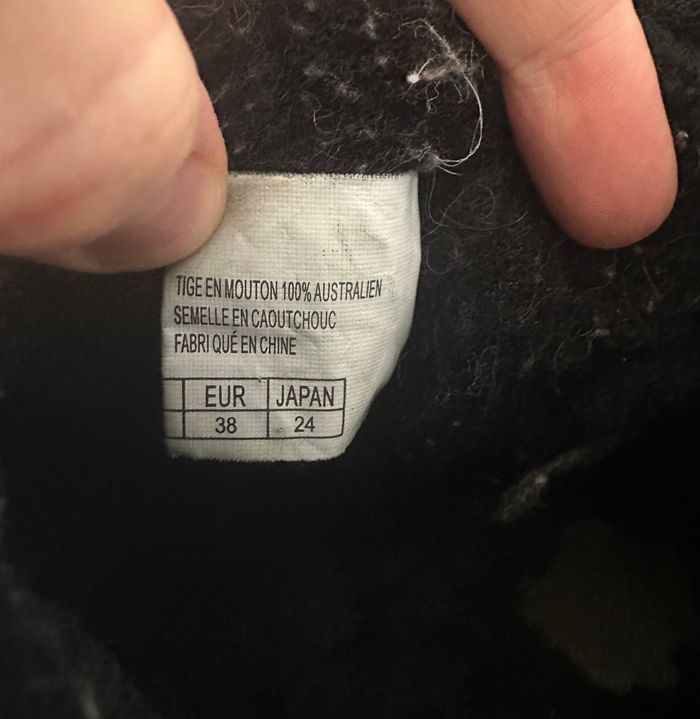 TIGE EN MOUTON 100% AUSTRALIEN
SEMELLE EN CAOUTCHOUC
FABRI QUÉ EN CHINE
EUR JAPAN
38 24